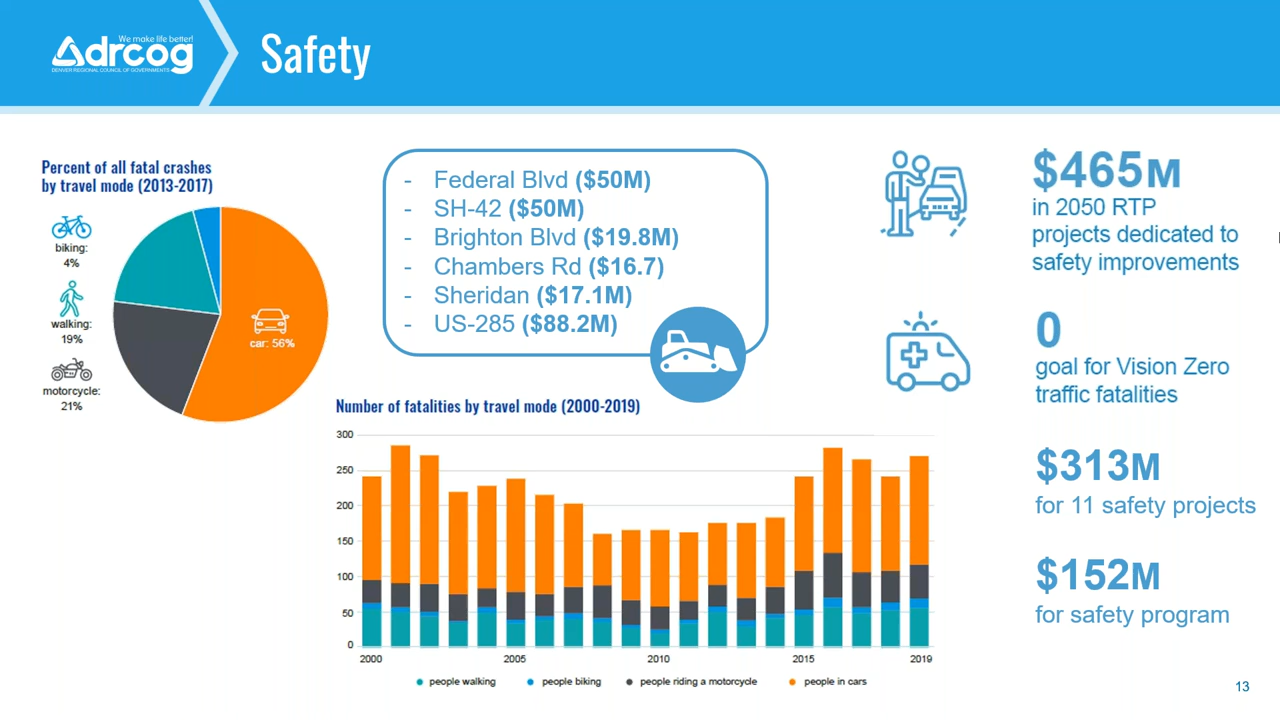 We make life better!
drcog
DENVER REGIONAL COUNCIL OF GOVERNMENTS
Safety
Percent of all fatal crashes
by travel mode (2013-2017)
biking:
4%
walking:
19%
motorcycle:
21%
car: 56%
- Federal Blvd ($50M)
- SH-42 ($50M)
- Brighton Blvd ($19.8M)
- Chambers Rd ($16.7)
- Sheridan ($17.1M)
- US-285 ($88.2M)
$465M
in 2050 RTP
projects dedicated to
safety improvements
0
goal for Vision Zero
traffic fatalities
$313M
for 11 safety projects
$152M
for safety program
Number of fatalities by travel mode (2000-2019)
300
250
200
150
100
50
0
2000 2005 2010 2015 2019
people walking people biking people riding a motorcycle people in cars
13